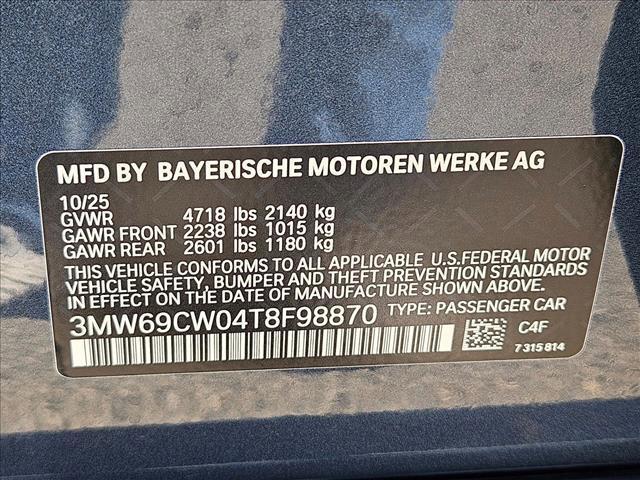 MFD BY BAYERISCHE MOTOREN WERKE AG
10/25
GVWR 4718 lbs 2140 kg
GAWR FRONT 2238 lbs 1015 kg
GAWR REAR 2601 lbs 1180 kg
THIS VEHICLE CONFORMS TO ALL APPLICABLE U.S.FEDERAL MOTOR
VEHICLE SAFETY, BUMPER AND THEFT PREVENTION STANDARDS
IN EFFECT ON THE DATE OF MANUFACTURE SHOWN ABOVE.
3MW69CW04T8F98870 TYPE: PASSENGER CAR
C4F
7315814